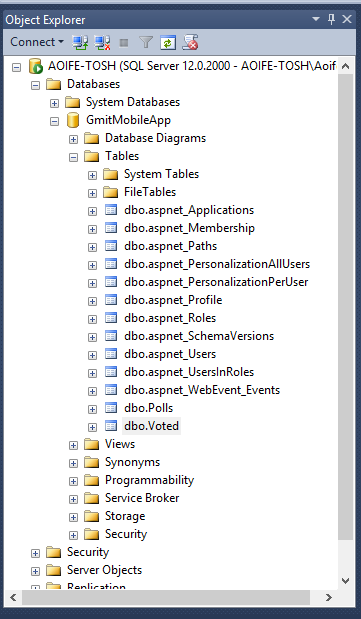 Object Explorer
Connect
AOIFE-TOSH (SQL Server 12.0.2000 - AOIFE-TOSH\Aoif
Databases
System Databases
GmitMobileApp
Database Diagrams
Tables
System Tables
FileTables
dbo.aspnet_Applications
dbo.aspnet_Membership
dbo.aspnet_Paths
dbo.aspnet_PersonalizationAllUsers
dbo.aspnet_PersonalizationPerUser
dbo.aspnet_Profile
dbo.aspnet_Roles
dbo.aspnet_SchemaVersions
dbo.aspnet_Users
dbo.aspnet_UsersInRoles
dbo.aspnet_WebEvent_Events
dbo.Polls
dbo.Voted
Views
Synonyms
Programmability
Service Broker
Storage
Security
Security
Server Objects
Replication